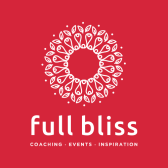 full bliss
COACHING · EVENTS · INSPIRATION